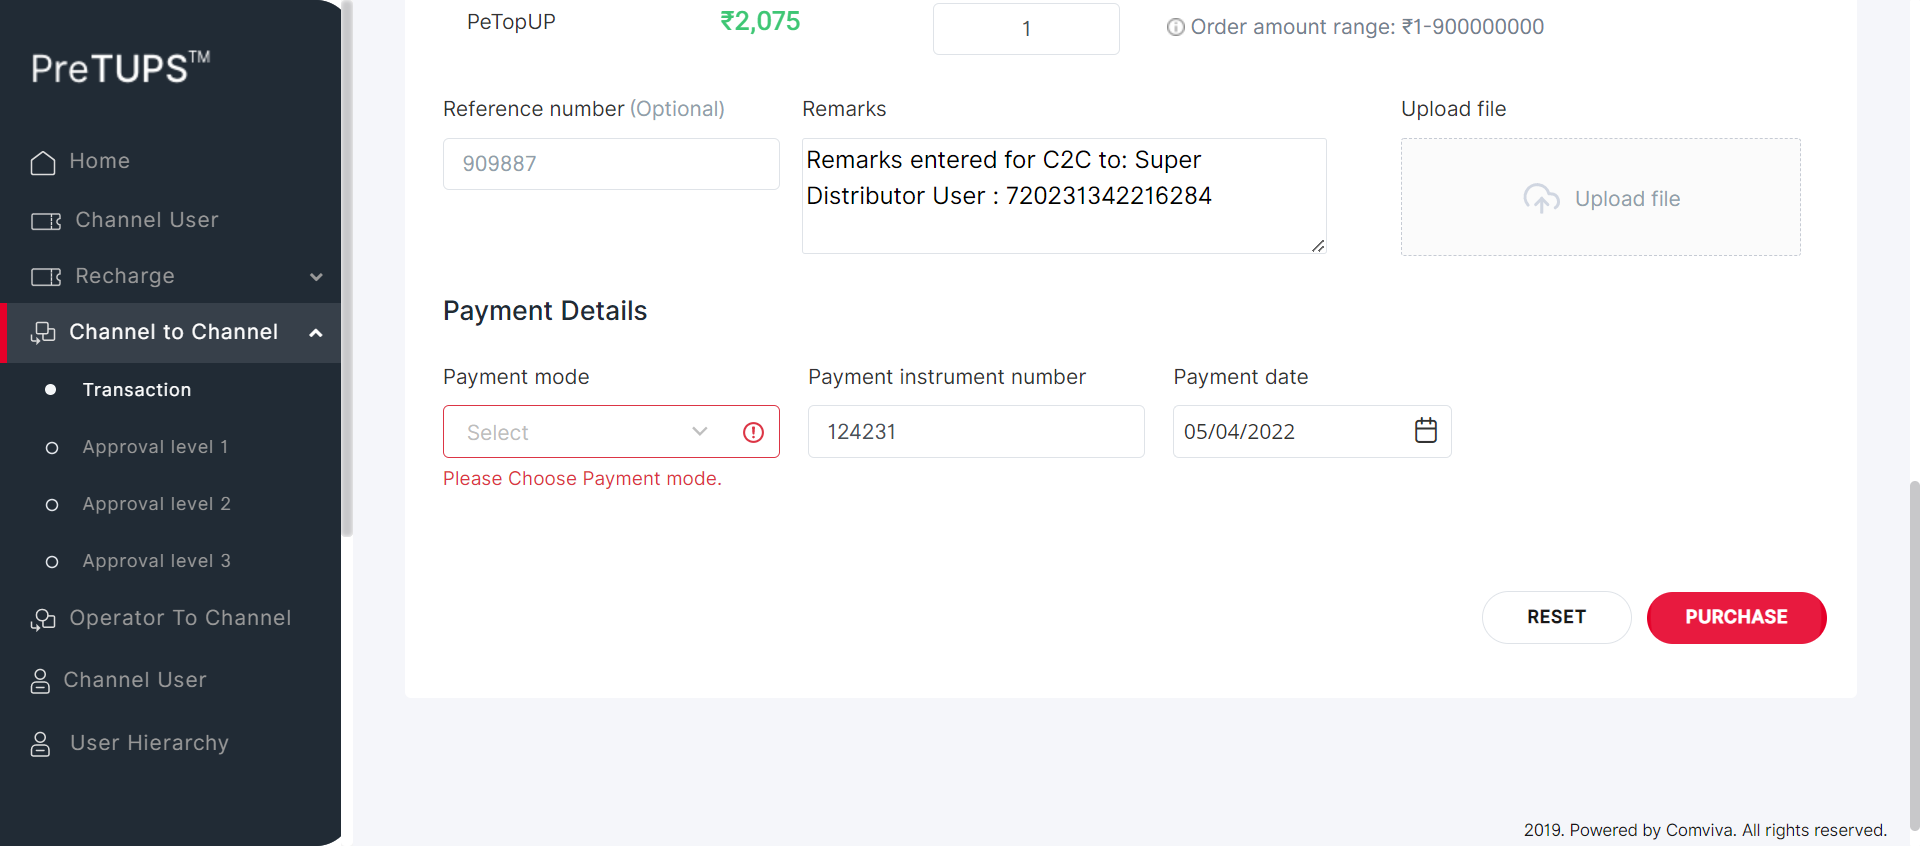 PreTUPS™
Home
Channel User
Recharge
Channel to Channel
Transaction
Approval level 1
Approval level 2
Approval level 3
Operator To Channel
Channel User
User Hierarchy
PeTopUP
₹2,075
1
Order amount range: ₹1-900000000
Reference number (Optional)
909887
Remarks
Remarks entered for C2C to: Super
Distributor User : 720231342216284
Upload file
Upload file
Payment Details
Payment mode
Select
Please Choose Payment mode.
Payment instrument number
124231
Payment date
05/04/2022
RESET
PURCHASE
2019. Powered by Comviva. All rights reserved.